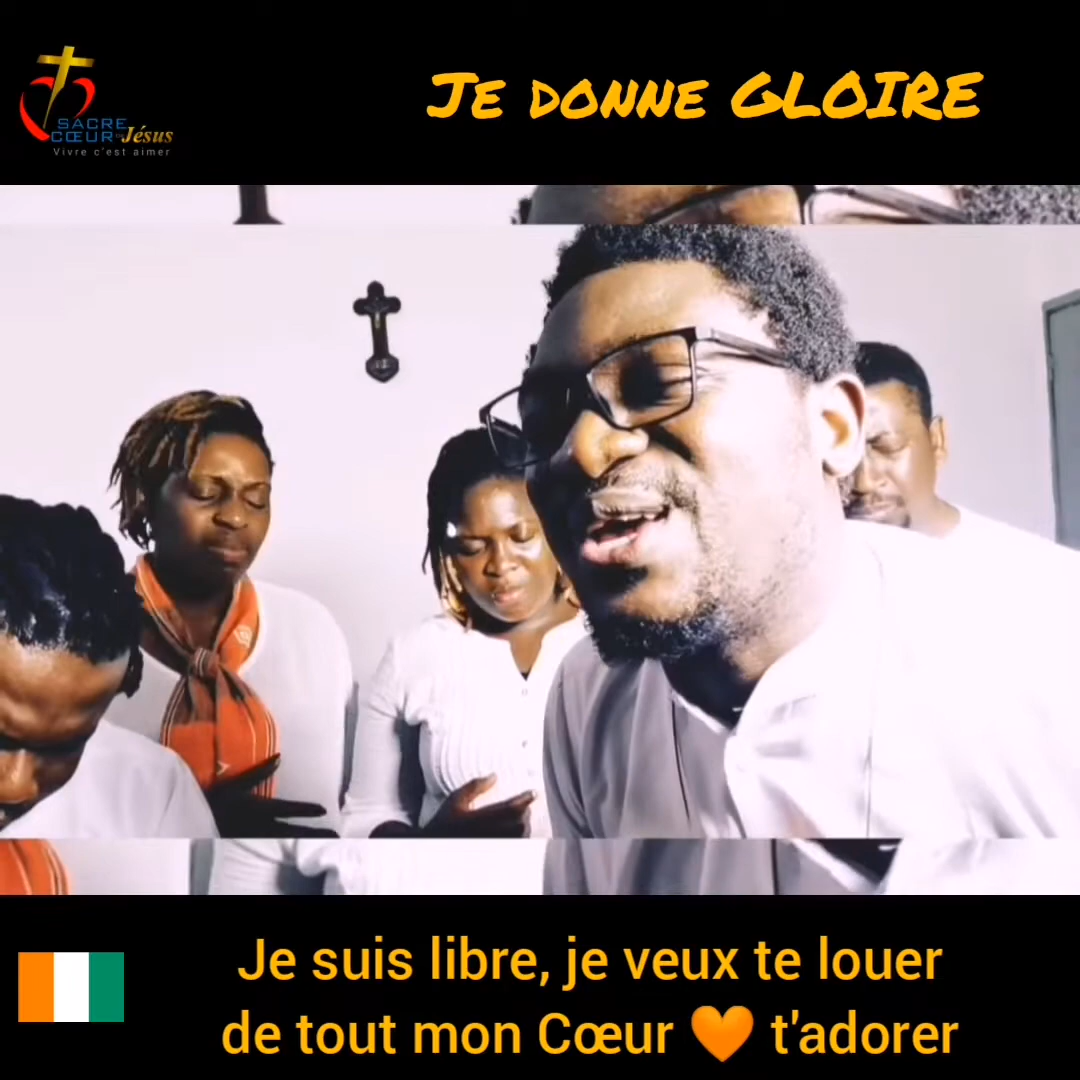 Je donne GLOIRE
SACRE
CŒUR de Jésus
Vivre c'est aimer
Je suis libre, je veux te louer
de tout mon Cœur 🧡 t'adorer